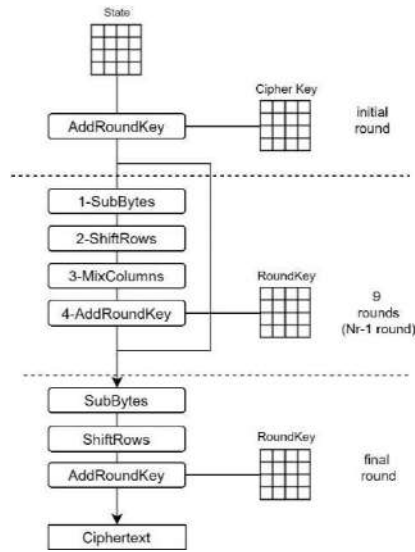 State
Cipher Key
AddRoundKey
initial
round
1-SubBytes
2-ShiftRows
3-MixColumns
RoundKey
4-AddRoundKey
9
rounds
(Nr-1 round)
SubBytes
ShiftRows
RoundKey
AddRoundKey
final
round
Ciphertext